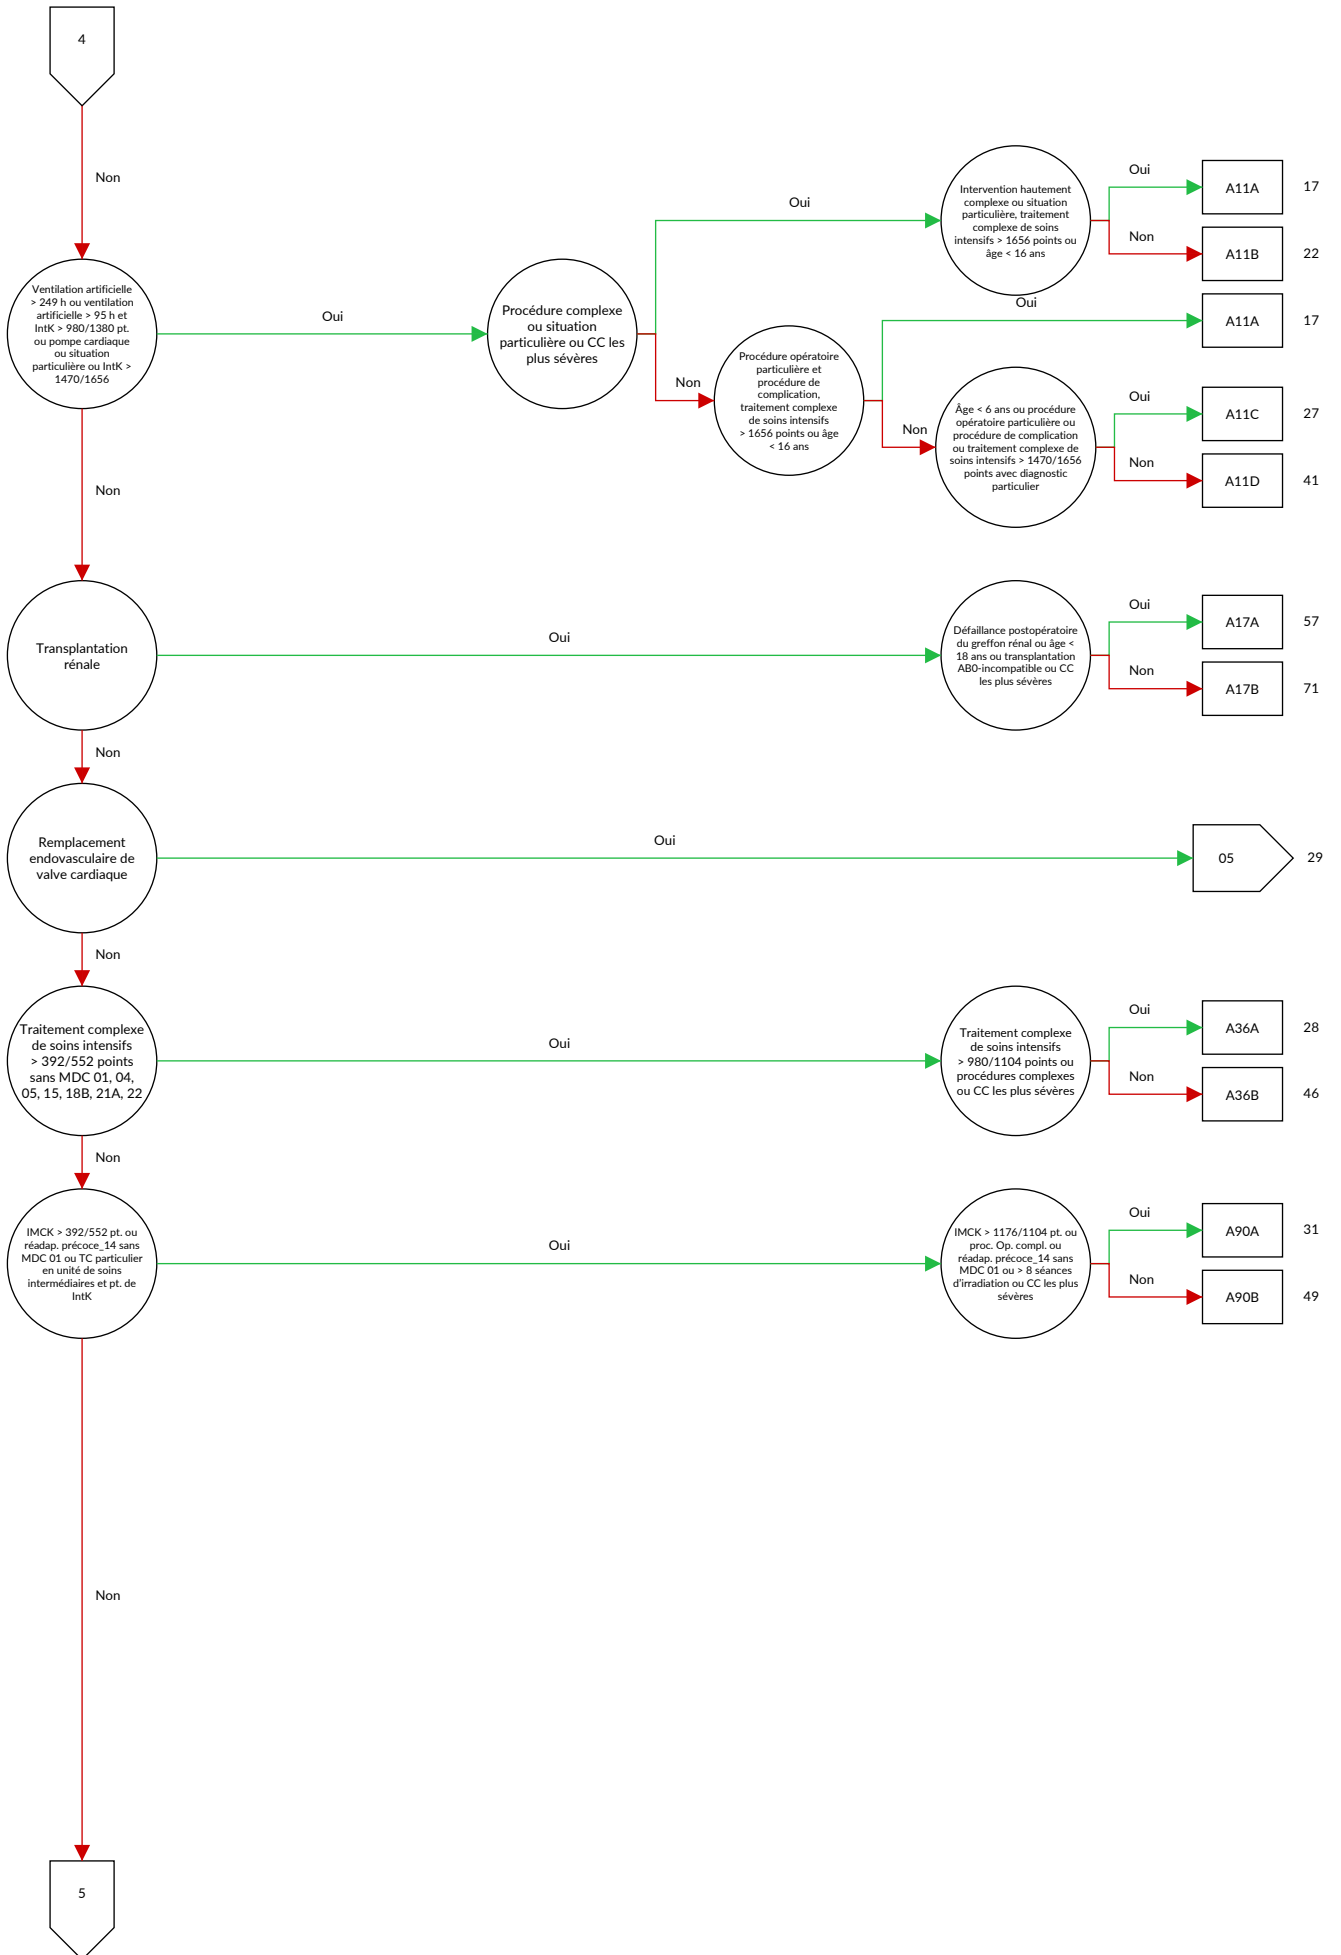 4
Non
Ventilation artificielle
> 249 h ou ventilation
artificielle > 95 h et
IntK > 980/1380 pt.
ou pompe cardiaque
ou situation
particulière ou IntK >
1470/1656
Oui
Procédure complexe
ou situation
particulière ou CC les
plus sévères
Oui
Intervention hautement
complexe ou situation
particulière, traitement
complexe de soins
intensifs > 1656 points ou
âge < 16 ans
Oui
A11A
17
Non
A11B
22
Non
Procédure opératoire
particulière et
procédure de
complication,
traitement complexe
de soins intensifs
> 1656 points ou âge
< 16 ans
Oui
A11A
17
Non
Âge < 6 ans ou procédure
opératoire particulière ou
procédure de complication
ou traitement complexe de
soins intensifs > 1470/1656
points avec diagnostic
particulier
Oui
A11C
27
Non
A11D
41
Non
Transplantation
rénale
Oui
Défaillance postopératoire
du greffon rénal ou âge <
18 ans ou transplantation
AB0-incompatible ou CC
les plus sévères
Oui
A17A
57
Non
A17B
71
Non
Remplacement
endovasculaire de
valve cardiaque
Oui
05
29
Non
Traitement complexe
de soins intensifs
> 392/552 points
sans MDC 01, 04,
05, 15, 18B, 21A, 22
Oui
Traitement complexe
de soins intensifs
> 980/1104 points ou
procédures complexes
ou CC les plus sévères
Oui
A36A
28
Non
A36B
46
Non
IMCK > 392/552 pt. ou
réadap. précoce_14 sans
MDC 01 ou TC particulier
en unité de soins
intermédiaires et pt. de
IntK
Oui
IMCK > 1176/1104 pt. ou
proc. Op. compl. ou
réadap. précoce_14 sans
MDC 01 ou > 8 séances
d'irradiation ou CC les plus
sévères
Oui
A90A
31
Non
A90B
49
Non
5